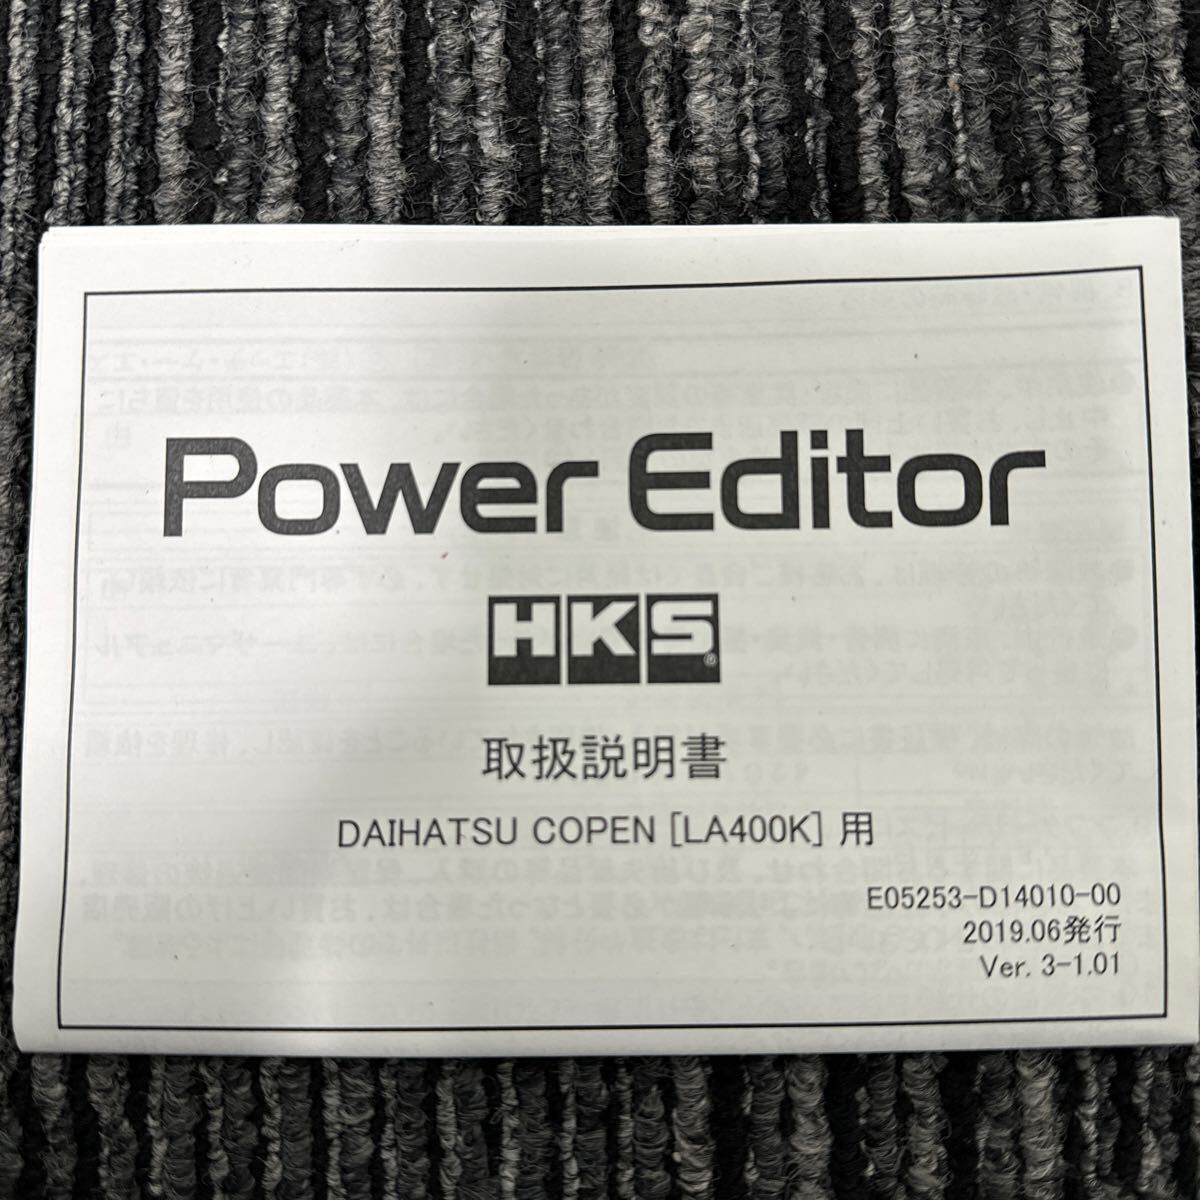 Power Editor
HKS®
取扱説明書
DAIHATSU COPEN [LA400K] 用
E05253-D14010-00
2019.06発行
Ver. 3-1.01